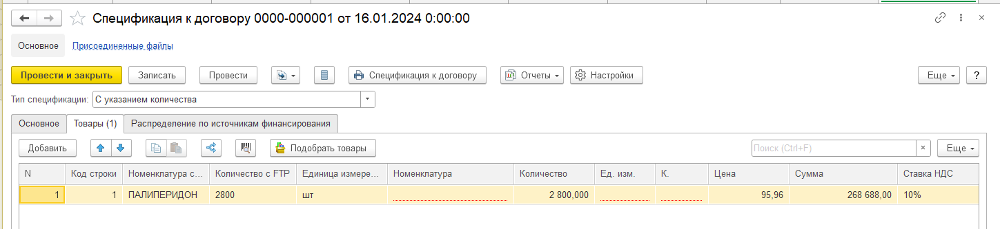 Спецификация к договору 0000-000001 от 16.01.2024 0:00:00
Основное Присоединенные файлы
Провести и закрыть Записать Провести Спецификация к договору Отчеты Настройки Еще ?
Тип спецификации: С указанием количества
Основное Товары (1) Распределение по источникам финансирования
Добавить Подобрать товары Поиск (Ctrl+F) × Еще
N Код строки Номенклатура с... Количество с FTP Единица измере... Номенклатура Количество Ед. изм. К. Цена Сумма Ставка НДС
1 1 ПАЛИПЕРИДОН 2800 шт 2 800,000 95,96 268 688,00 10%